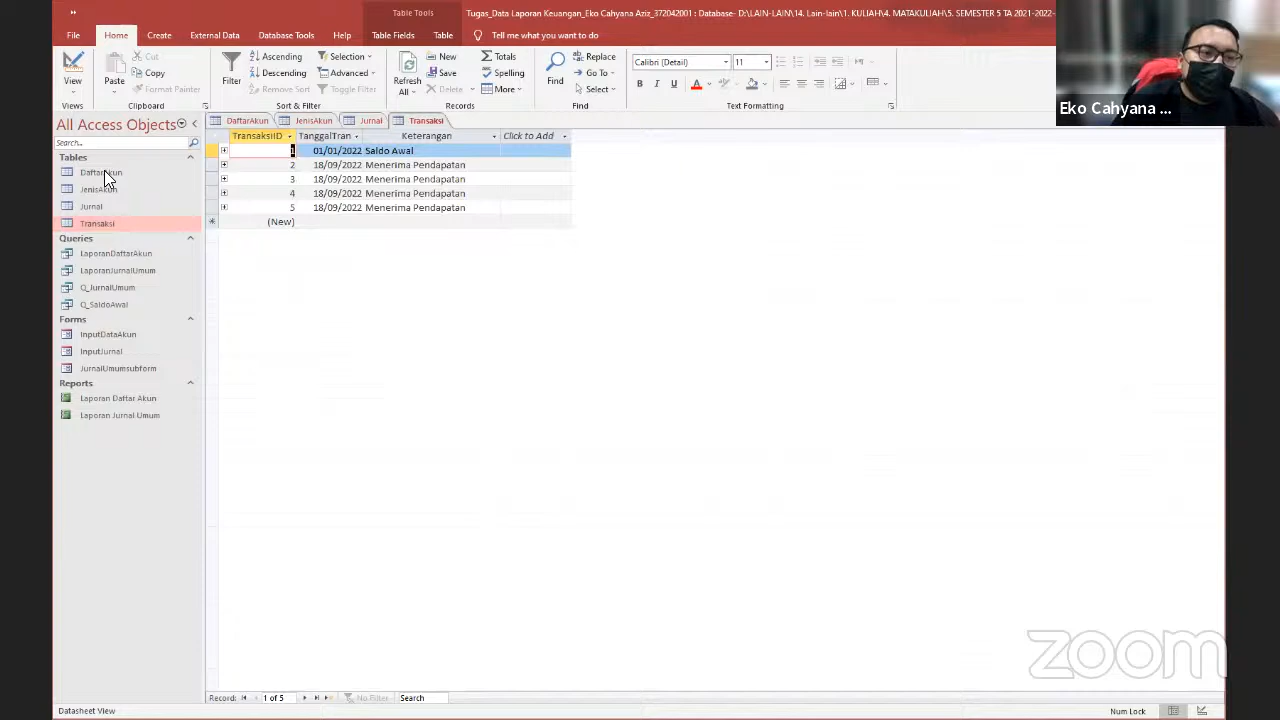 Table Tools
Tugas_Data Laporan Keuangan_Eko Cahyana Aziz_372042001 : Database- D:\LAIN-LAIN\14. Lain-lain\1. KULIAH\4. MATAKULIAH\5. SEMESTER 5 TA 2021-2022-
File Home Create External Data Database Tools Help Table Fields Table Tell me what you want to do
View
Views
Paste
Cut
Copy
Format Painter
Clipboard
Filter
Ascending
Descending
Remove Sort
Selection
Advanced
Toggle Filter
Sort & Filter
Refresh
All
New
Save
Delete
Totals
Spelling
More
Records
Find
Replace
Go To
Select
Find
Calibri (Detail) 11
B I U A
Text Formatting
Eko Cahyana ...
All Access Objects
Search...
Tables
DaftarAkun
JenisAkun
Jurnal
Transaksi
Queries
LaporanDaftarAkun
LaporanJurnalUmum
Q_JurnalUmum
Q_SaldoAwal
Forms
InputDataAkun
InputJurnal
JurnalUmumsubform
Reports
Laporan Daftar Akun
Laporan Jurnal Umum
DaftarAkun JenisAkun Jurnal Transaksi
TransaksiID TanggalTran Keterangan Click to Add
1 01/01/2022 Saldo Awal
2 18/09/2022 Menerima Pendapatan
3 18/09/2022 Menerima Pendapatan
4 18/09/2022 Menerima Pendapatan
5 18/09/2022 Menerima Pendapatan
(New)
zoom
Record: 1 of 5 No Filter Search
Datasheet View Num Lock